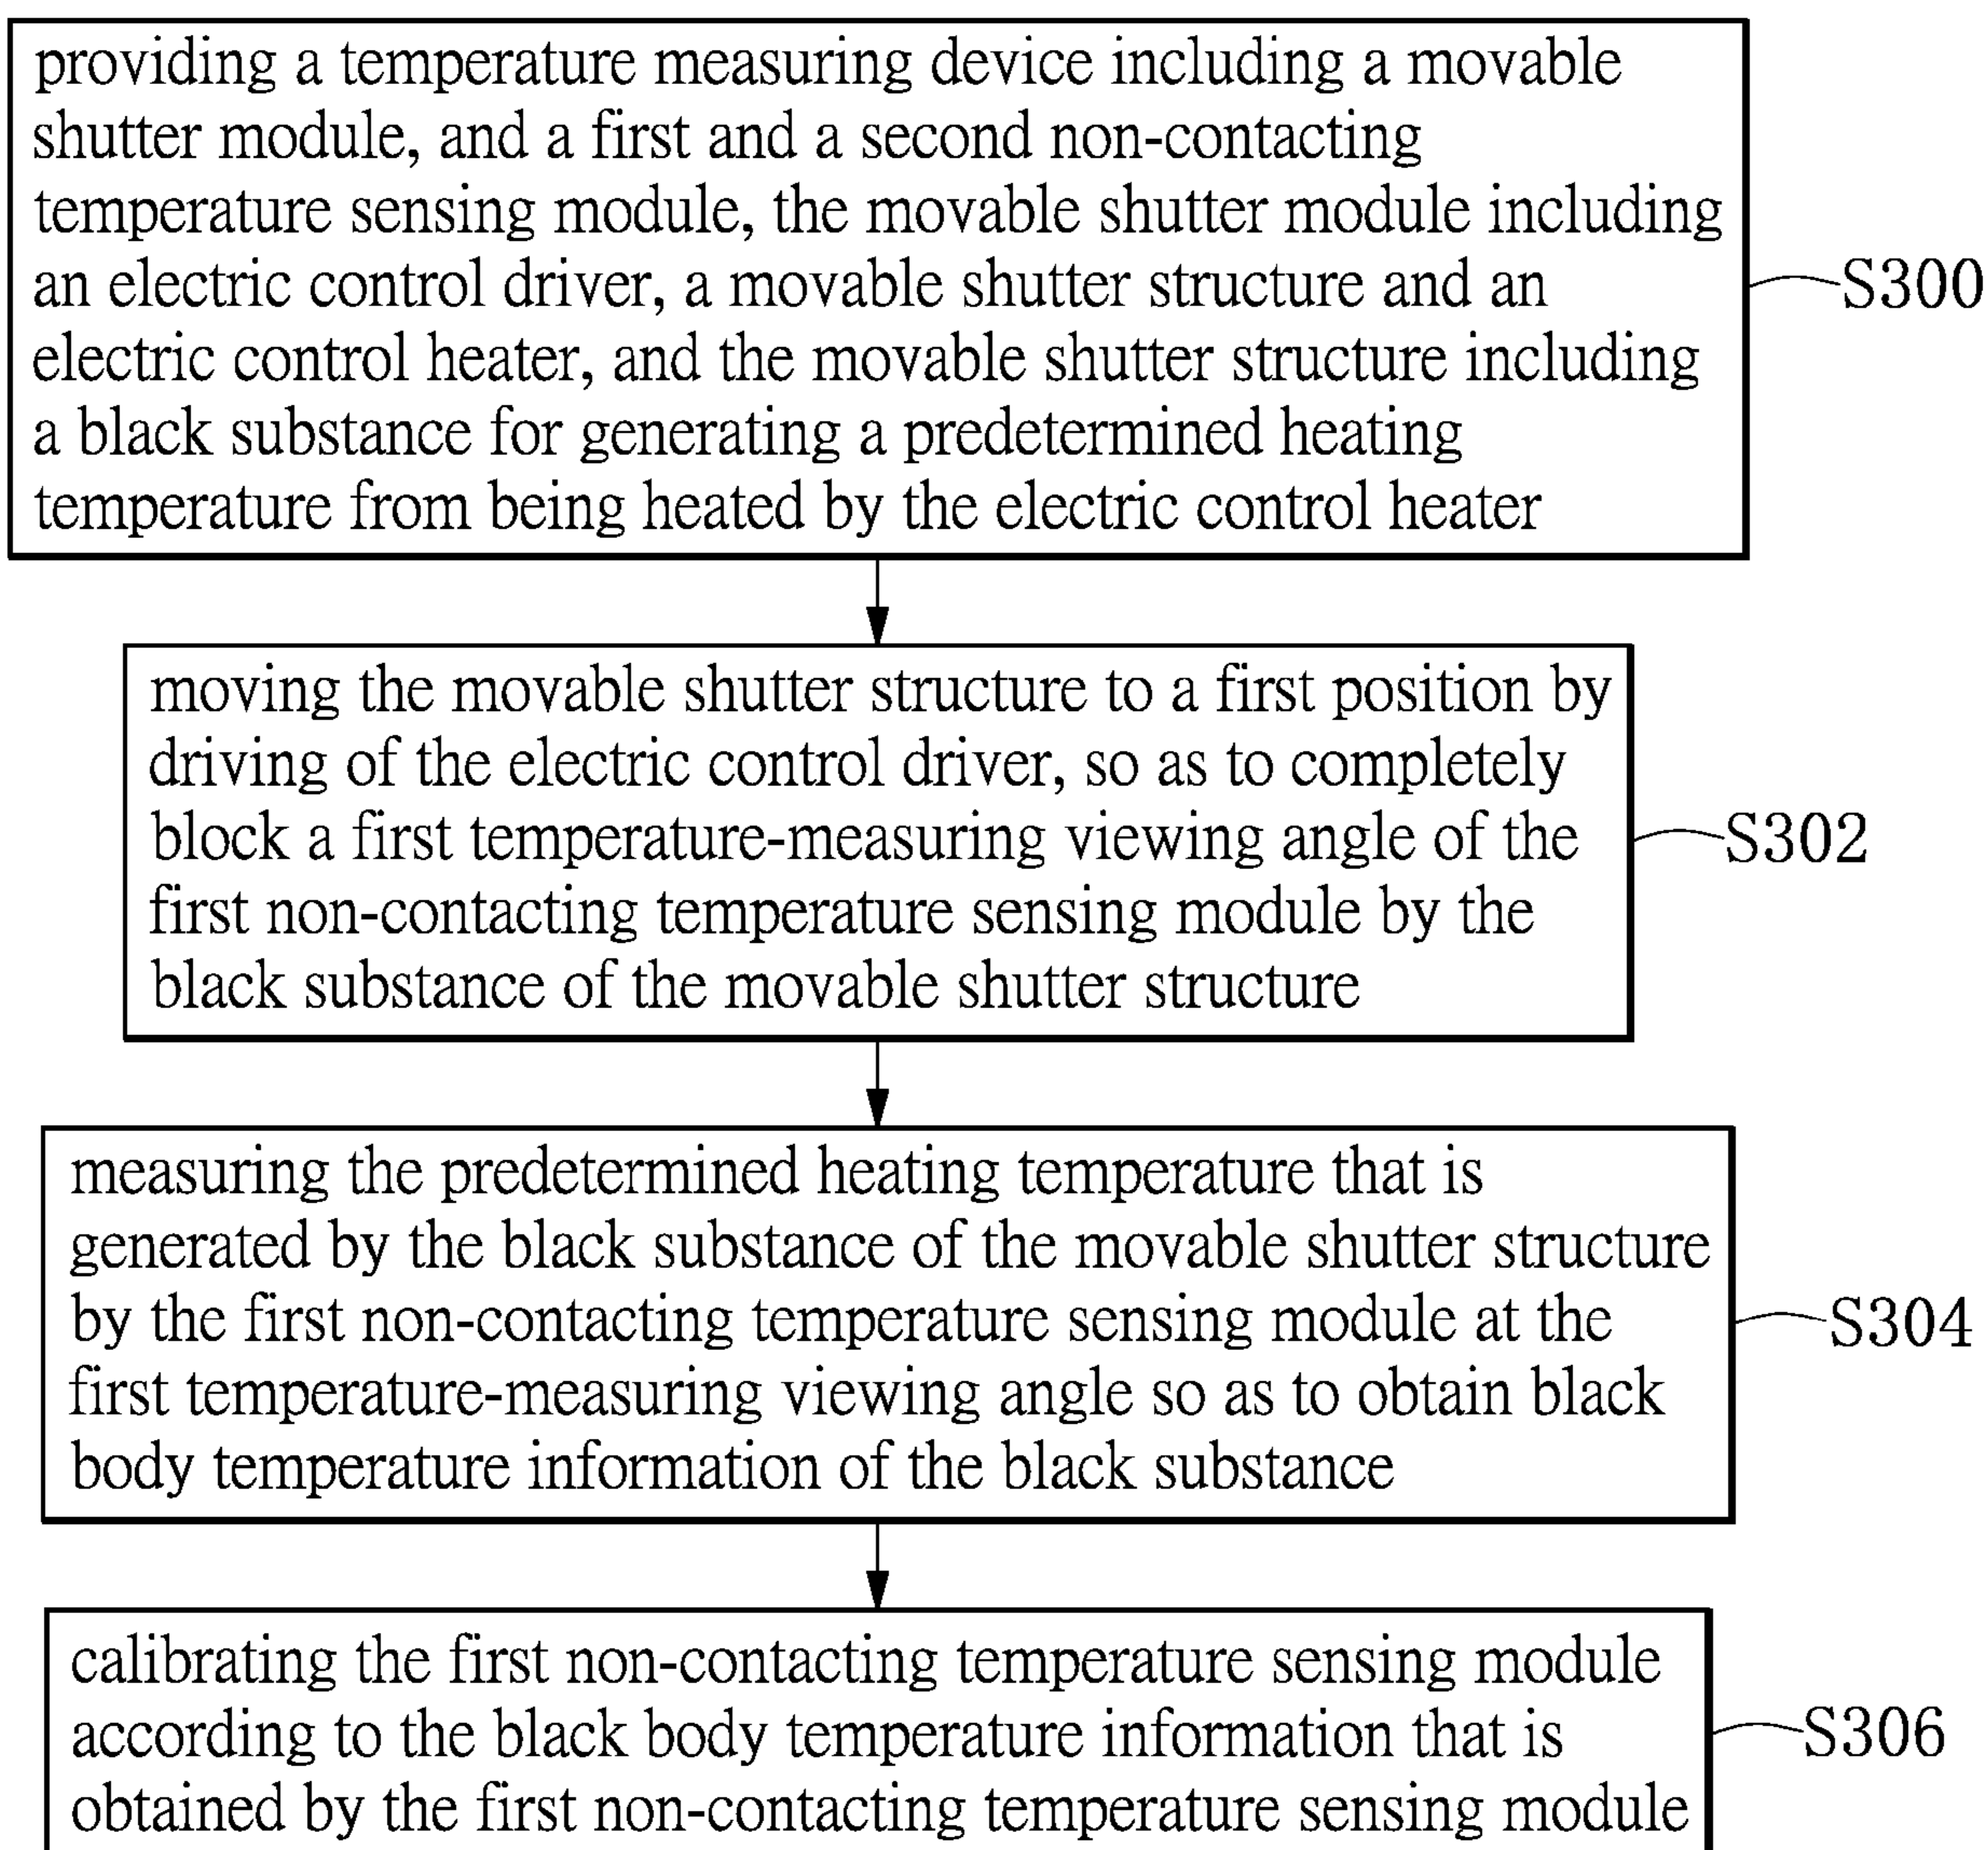 providing a temperature measuring device including a movable
shutter module, and a first and a second non-contacting
temperature sensing module, the movable shutter module including
an electric control driver, a movable shutter structure and an
electric control heater, and the movable shutter structure including
a black substance for generating a predetermined heating
temperature from being heated by the electric control heater
S300
moving the movable shutter structure to a first position by
driving of the electric control driver, so as to completely
block a first temperature-measuring viewing angle of the
first non-contacting temperature sensing module by the
black substance of the movable shutter structure
S302
measuring the predetermined heating temperature that is
generated by the black substance of the movable shutter structure
by the first non-contacting temperature sensing module at the
first temperature-measuring viewing angle so as to obtain black
body temperature information of the black substance
S304
calibrating the first non-contacting temperature sensing module
according to the black body temperature information that is
obtained by the first non-contacting temperature sensing module
S306